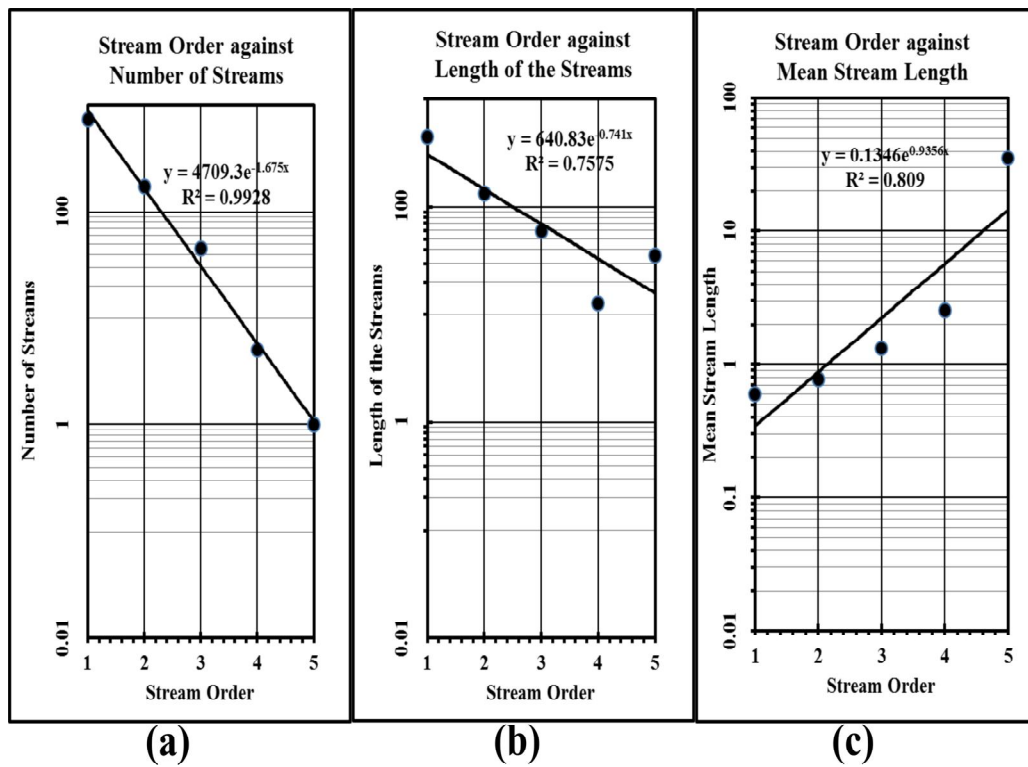 Stream Order against
Number of Streams
y = 4709.3e-1.675x
R² = 0.9928
100
1
0.01
Number of Streams
1 2 3 4 5
Stream Order
(a)
Stream Order against
Length of the Streams
y = 640.83e-0.741x
R² = 0.7575
100
1
0.01
Length of the Streams
1 2 3 4 5
Stream Order
(b)
Stream Order against
Mean Stream Length
y = 0.1346e0.9356x
R² = 0.809
100
10
1
0.1
0.01
Mean Stream Length
1 2 3 4 5
Stream Order
(c)